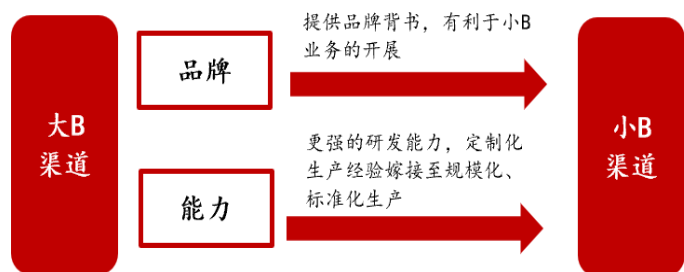 大B
渠道
品牌
提供品牌背书，有利于小B
业务的开展
能力
更强的研发能力，定制化
生产经验嫁接至规模化、
标准化生产
小B
渠道